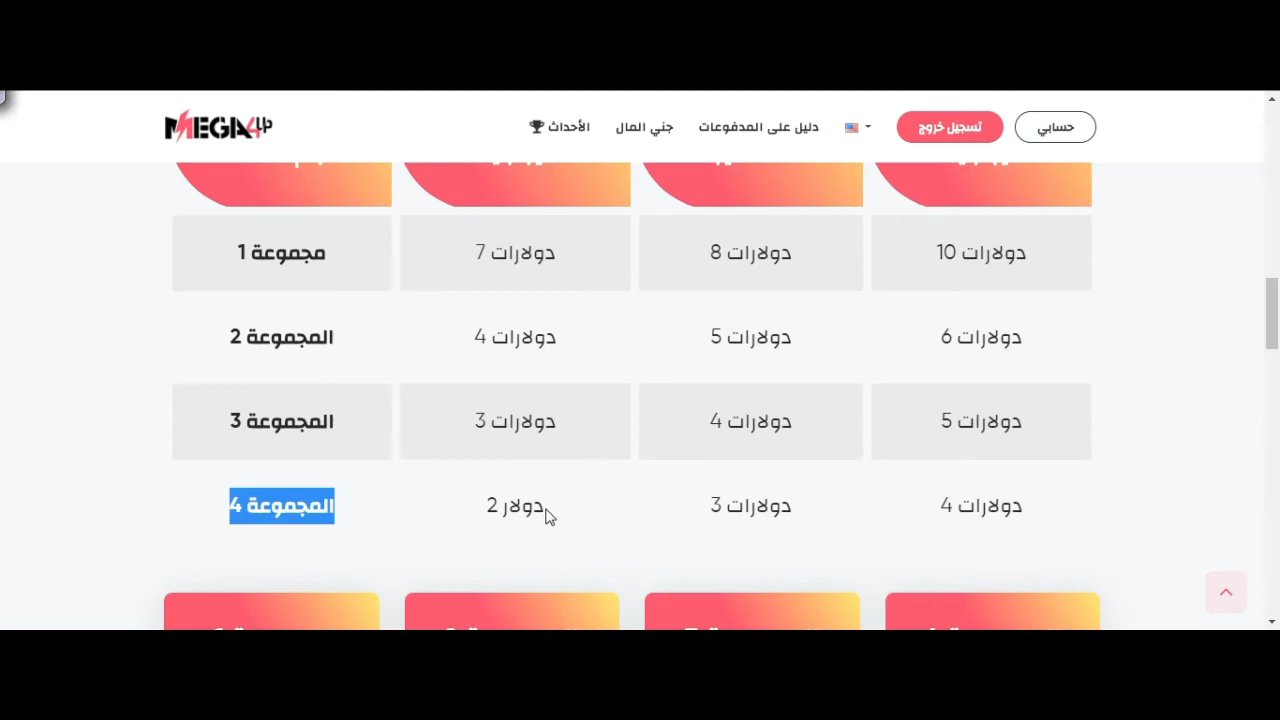 MEGA4up
الأحداث
جني المال
دليل على المدفوعات
تسجيل خروج
حسابي
مجموعة 1
7 دولارات
8 دولارات
10 دولارات
المجموعة 2
4 دولارات
5 دولارات
6 دولارات
المجموعة 3
3 دولارات
4 دولارات
5 دولارات
المجموعة 4
2 دولار
3 دولارات
4 دولارات